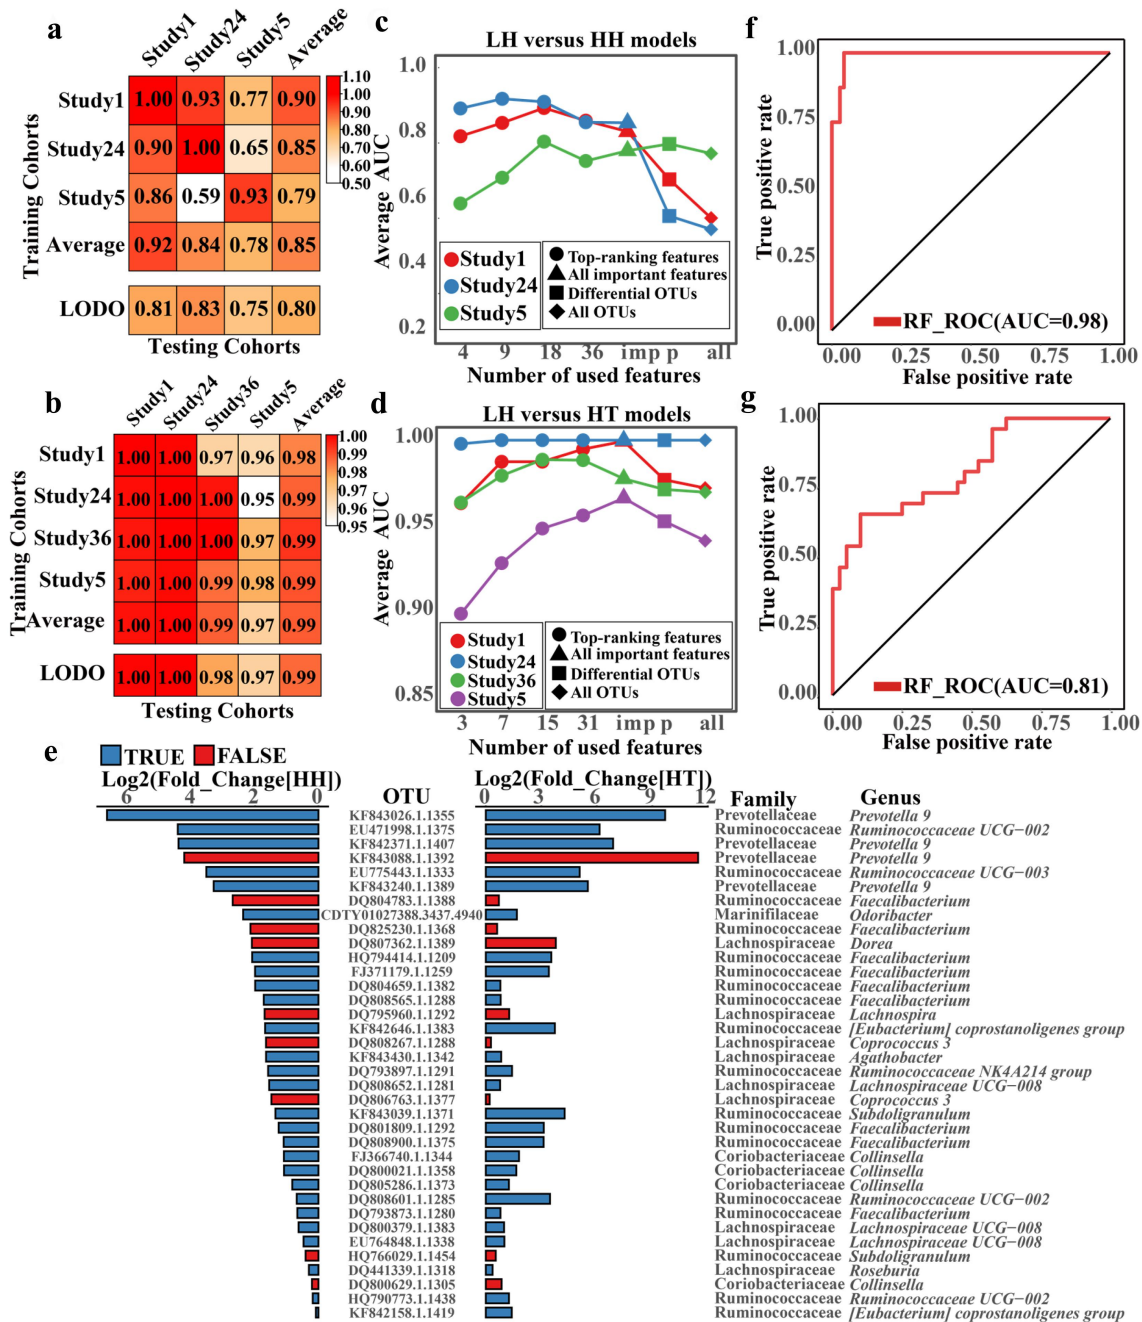 a
Study1
Study24
Study5
Average
Training Cohorts
Study1 1.00 0.93 0.77 0.90
Study24 0.90 1.00 0.65 0.85
Study5 0.86 0.59 0.93 0.79
Average 0.92 0.84 0.78 0.85
LODO 0.81 0.83 0.75 0.80
Testing Cohorts
1.10
1.00
0.90
0.80
0.70
0.60
0.50
b
Study1
Study24
Study36
Study5
Average
Training Cohorts
Study1 1.00 1.00 0.97 0.96 0.98
Study24 1.00 1.00 1.00 0.95 0.99
Study36 1.00 1.00 1.00 0.97 0.99
Study5 1.00 1.00 0.99 0.98 0.99
Average 1.00 1.00 0.99 0.97 0.99
LODO 1.00 1.00 0.98 0.97 0.99
Testing Cohorts
1.00
0.99
0.98
0.97
0.96
0.95
c
LH versus HH models
Average AUC
1.0
0.8
0.6
0.4
0.2
Study1
Study24
Study5
Top-ranking features
All important features
Differential OTUs
All OTUs
4 9 18 36 imp p all
Number of used features
d
LH versus HT models
Average AUC
1.00
0.95
0.90
0.85
Study1
Study24
Study36
Study5
Top-ranking features
All important features
Differential OTUs
All OTUs
3 7 15 31 imp p all
Number of used features
f
True positive rate
1.00
0.75
0.50
0.25
0.00
RF_ROC(AUC=0.98)
0.00 0.25 0.50 0.75 1.00
False positive rate
g
True positive rate
1.00
0.75
0.50
0.25
0.00
RF_ROC(AUC=0.81)
0.00 0.25 0.50 0.75 1.00
False positive rate
e
TRUE FALSE
Log2(Fold_Change[HH]) OTU Log2(Fold_Change[HT]) Family Genus
6 4 2 0 0 3 6 9 12
KF843026.1.1355 Prevotellaceae Prevotella 9
EU471998.1.1375 Ruminococcaceae Ruminococcaceae UCG−002
KF842371.1.1407 Prevotellaceae Prevotella 9
KF843088.1.1392 Prevotellaceae Prevotella 9
EU775443.1.1333 Ruminococcaceae Ruminococcaceae UCG−003
KF843240.1.1389 Prevotellaceae Prevotella 9
DQ804783.1.1388 Ruminococcaceae Faecalibacterium
CDTY01027388.3437.4940 Marinifilaceae Odoribacter
DQ825230.1.1368 Ruminococcaceae Faecalibacterium
DQ807362.1.1389 Lachnospiraceae Dorea
HQ794414.1.1209 Ruminococcaceae Faecalibacterium
FJ371179.1.1259 Ruminococcaceae Faecalibacterium
DQ804659.1.1382 Ruminococcaceae Faecalibacterium
DQ808565.1.1288 Ruminococcaceae Faecalibacterium
DQ795960.1.1292 Lachnospiraceae Lachnospira
KF842646.1.1383 Ruminococcaceae [Eubacterium] coprostanoligenes group
DQ808267.1.1288 Lachnospiraceae Coprococcus 3
KF843430.1.1342 Lachnospiraceae Agathobacter
DQ793897.1.1291 Ruminococcaceae Ruminococcaceae NK4A214 group
DQ808652.1.1281 Lachnospiraceae Lachnospiraceae UCG−008
DQ806763.1.1377 Lachnospiraceae Coprococcus 3
KF843039.1.1371 Ruminococcaceae Subdoligranulum
DQ801809.1.1292 Ruminococcaceae Faecalibacterium
DQ808900.1.1375 Ruminococcaceae Faecalibacterium
FJ366740.1.1344 Coriobacteriaceae Collinsella
DQ800021.1.1358 Coriobacteriaceae Collinsella
DQ805286.1.1373 Coriobacteriaceae Collinsella
DQ808601.1.1285 Ruminococcaceae Ruminococcaceae UCG−002
DQ793873.1.1280 Ruminococcaceae Faecalibacterium
DQ800379.1.1383 Lachnospiraceae Lachnospiraceae UCG−008
EU764848.1.1338 Lachnospiraceae Lachnospiraceae UCG−008
HQ766029.1.1454 Ruminococcaceae Subdoligranulum
DQ441339.1.1318 Lachnospiraceae Roseburia
DQ800629.1.1305 Coriobacteriaceae Collinsella
HQ790773.1.1438 Ruminococcaceae Ruminococcaceae UCG−002
KF842158.1.1419 Ruminococcaceae [Eubacterium] coprostanoligenes group